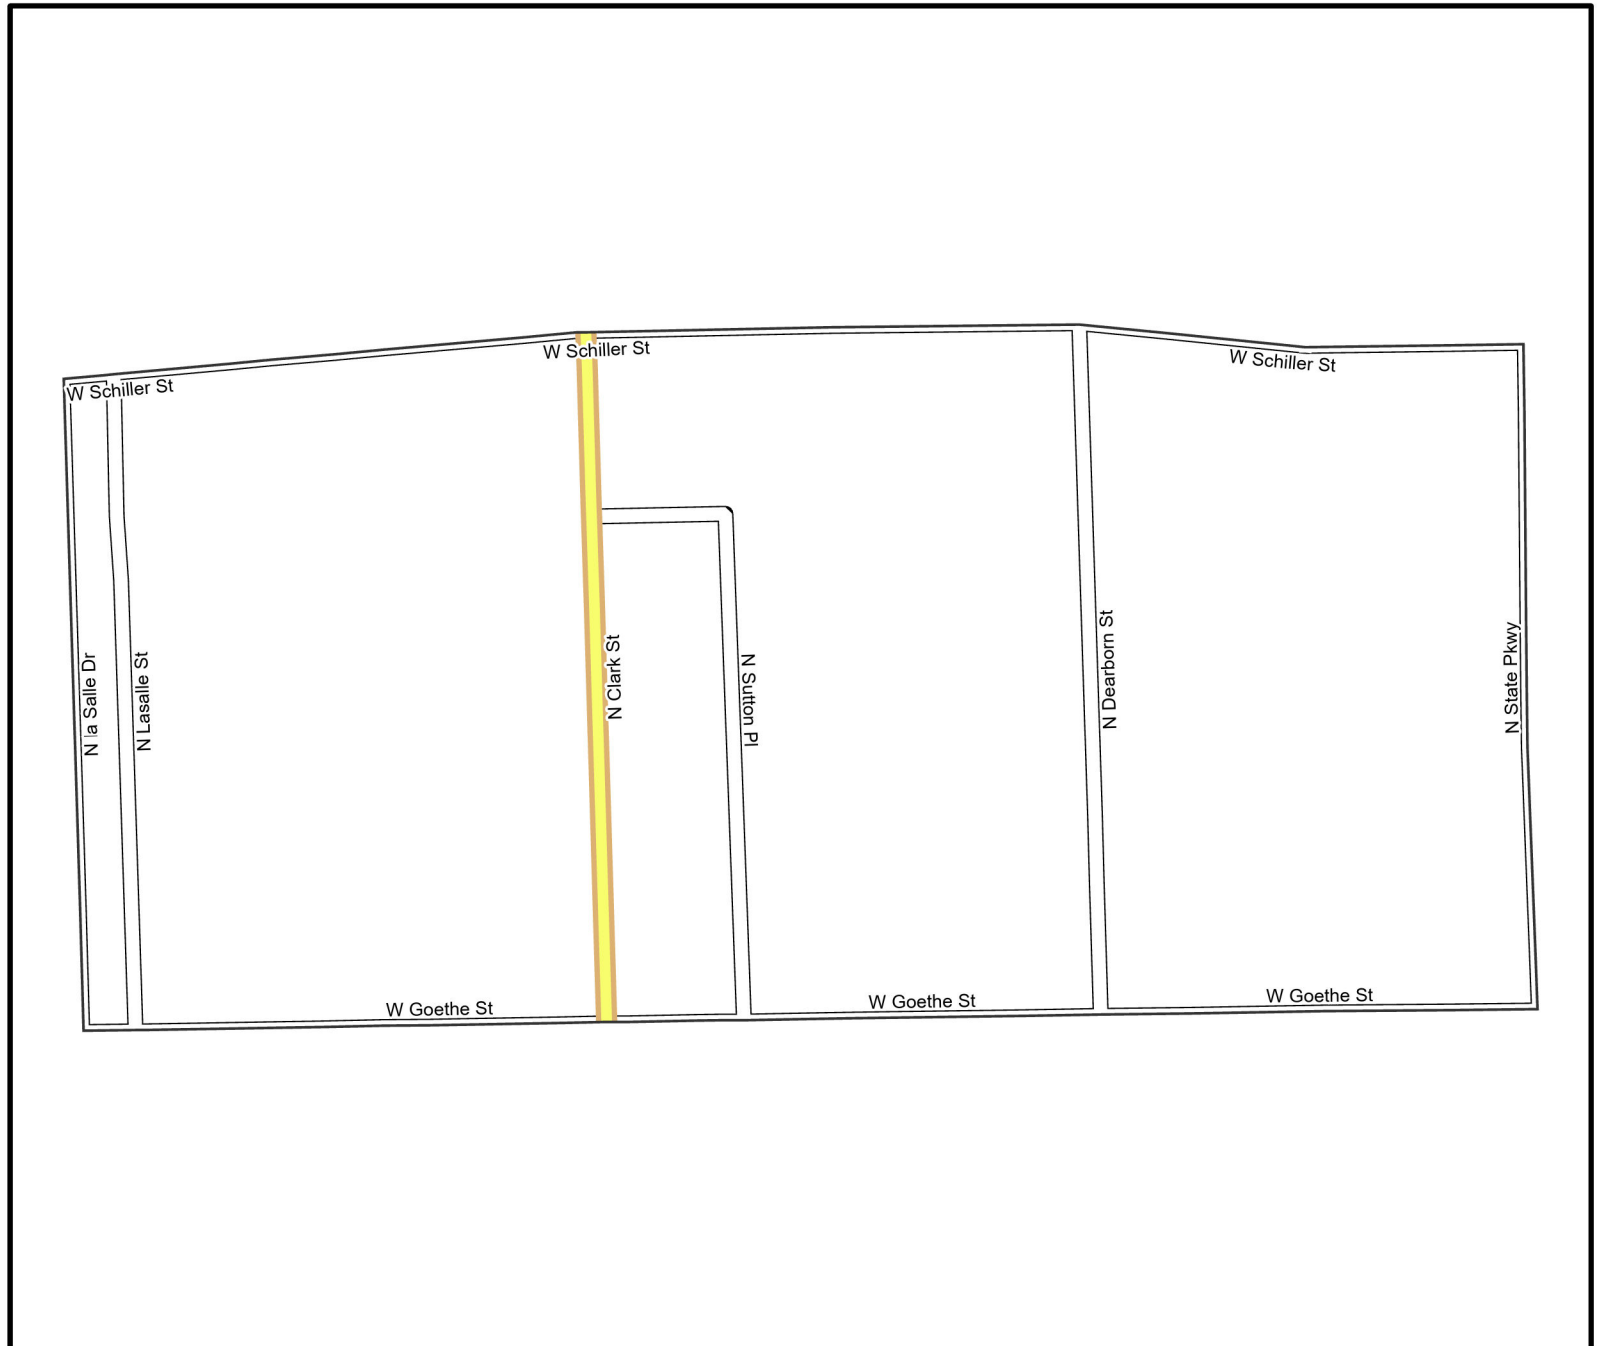 W Schiller St
W Schiller St
W Schiller St
N la Salle Dr
N Lasalle St
N Clark St
N Sutton Pl
N Dearborn St
N State Pkwy
W Goethe St
W Goethe St
W Goethe St